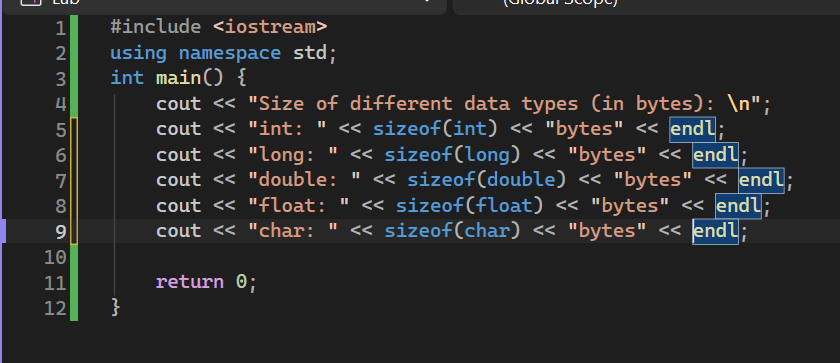 Lab
(Global Scope)
1 #include <iostream>
2 using namespace std;
3 int main() {
4 cout << "Size of different data types (in bytes): \n";
5 cout << "int: " << sizeof(int) << "bytes" << endl;
6 cout << "long: " << sizeof(long) << "bytes" << endl;
7 cout << "double: " << sizeof(double) << "bytes" << endl;
8 cout << "float: " << sizeof(float) << "bytes" << endl;
9 cout << "char: " << sizeof(char) << "bytes" << endl;
10
11 return 0;
12 }